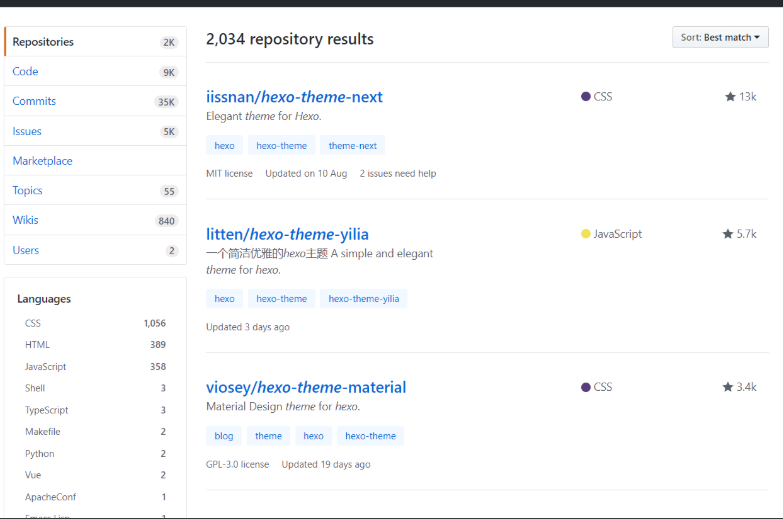 Repositories 2K
Code 9K
Commits 35K
Issues 5K
Marketplace
Topics 55
Wikis 840
Users 2
Languages
CSS 1,056
HTML 389
JavaScript 358
Shell 3
TypeScript 3
Makefile 2
Python 2
Vue 2
ApacheConf 1
2,034 repository results
Sort: Best match
iissnan/hexo-theme-next
CSS
13k
Elegant theme for Hexo.
hexo hexo-theme theme-next
MIT license Updated on 10 Aug 2 issues need help
litten/hexo-theme-yilia
JavaScript
5.7k
一个简洁优雅的hexo主题 A simple and elegant
theme for hexo.
hexo hexo-theme hexo-theme-yilia
Updated 3 days ago
viosey/hexo-theme-material
CSS
3.4k
Material Design theme for hexo.
blog theme hexo hexo-theme
GPL-3.0 license Updated 19 days ago